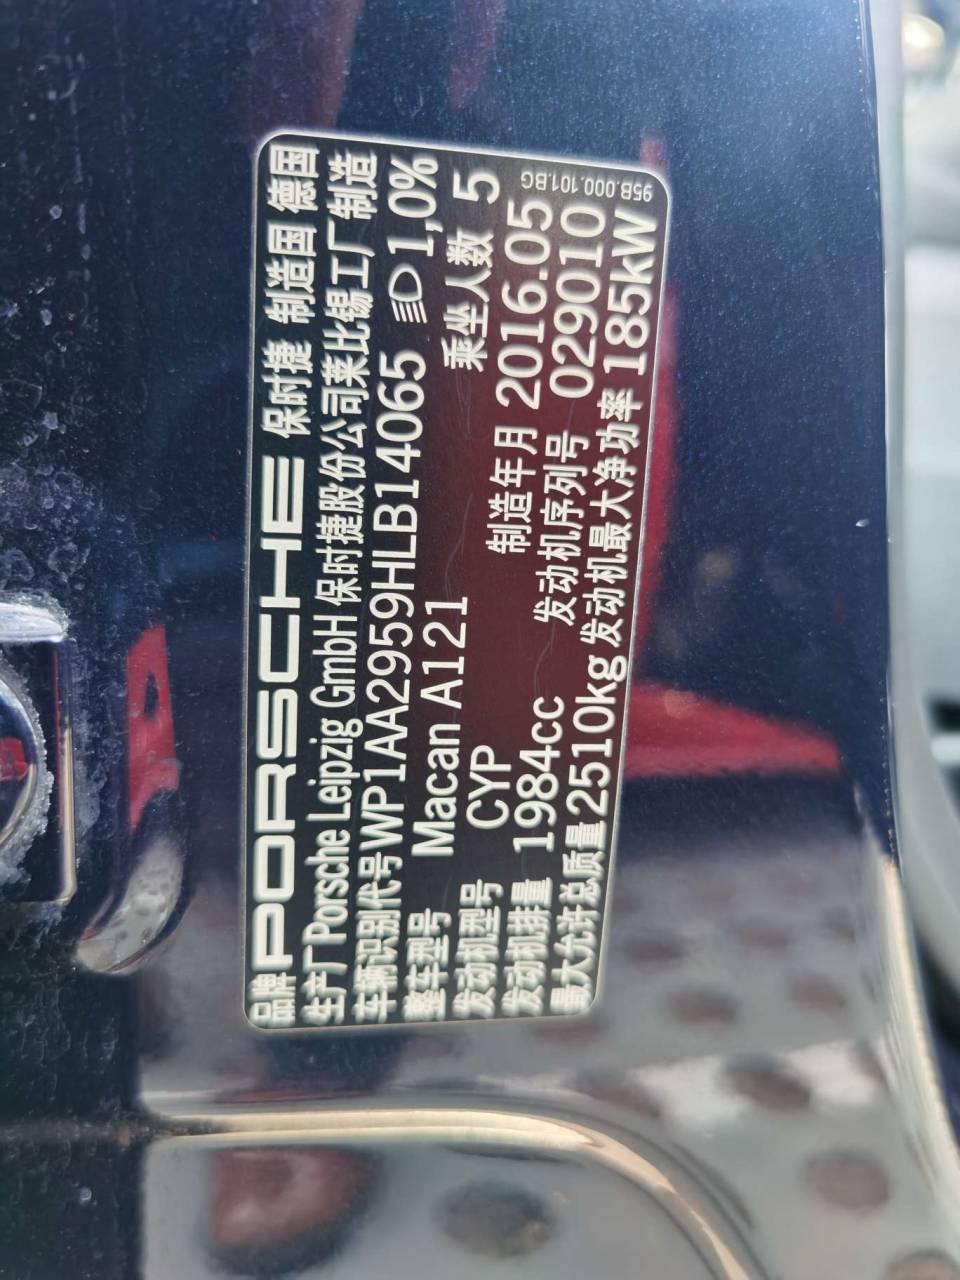 品牌 PORSCHE 保时捷 制造国 德国
生产厂 Porsche Leipzig GmbH 保时捷股份公司莱比锡工厂制造
车辆识别代号 WP1AA2959HLB14065 1,0%
整车型号 Macan A121 乘坐人数 5
发动机型号 CYP 制造年月 2016.05
发动机排量 1984cc 发动机序列号 029010
最大允许总质量 2510kg 发动机最大净功率 185kW
95B.000.101.BG